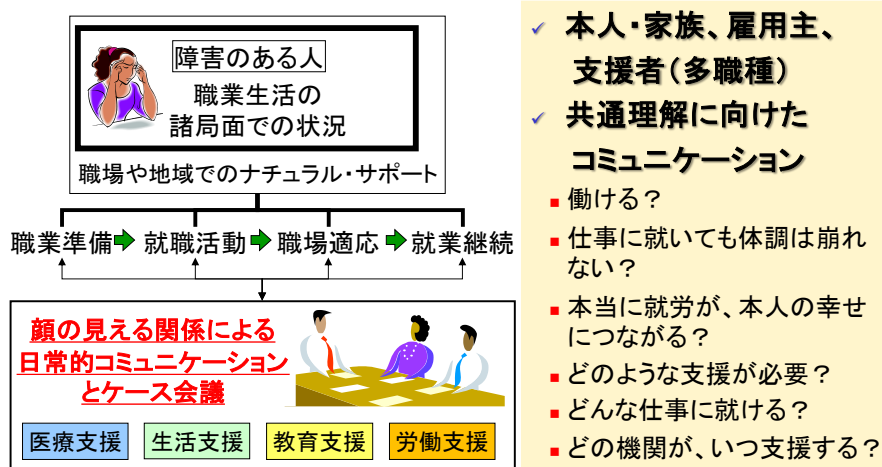 障害のある人
職業生活の
諸局面での状況
職場や地域でのナチュラル・サポート
職業準備
就職活動
職場適応
就業継続
顔の見える関係による
日常的コミュニケーション
とケース会議
医療支援
生活支援
教育支援
労働支援
本人・家族、雇用主、
支援者(多職種)
共通理解に向けた
コミュニケーション
働ける?
仕事に就いても体調は崩れ
ない?
本当に就労が、本人の幸せ
につながる?
どのような支援が必要?
どんな仕事に就ける?
どの機関が、いつ支援する?